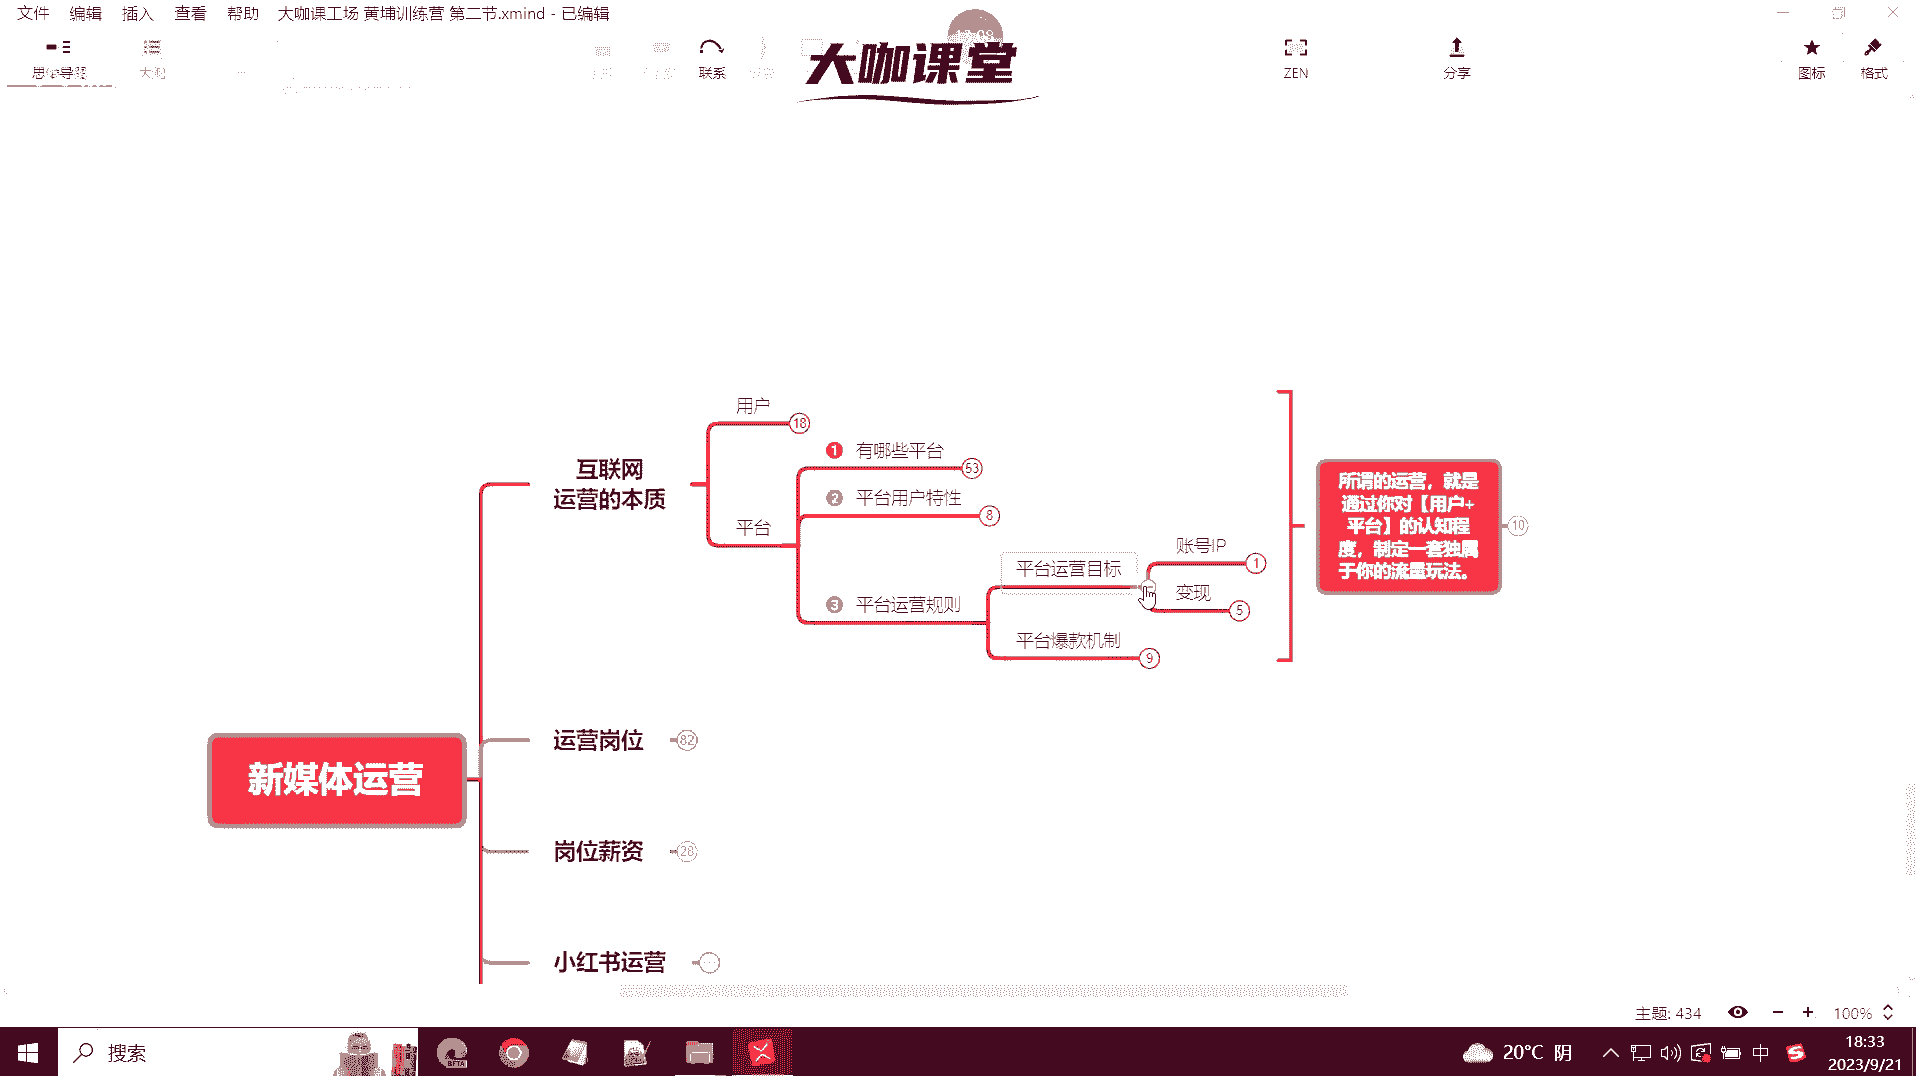 文件 编辑 插入 查看 帮助 大咖课工场 黄埔训练营 第二节.xmind - 已编辑
思维导图
大纲
联系
大咖课堂
ZEN
分享
图标
格式
用户
18
1 有哪些平台
53
互联网
运营的本质
2 平台用户特性
8
平台
账号IP
1
平台运营目标
变现
5
3 平台运营规则
平台爆款机制
9
所谓的运营，就是
通过你对【用户+
平台】的认知程
度，制定一套独属
于你的流量玩法。
10
运营岗位
82
新媒体运营
岗位薪资
28
小红书运营
主题: 434
100%
搜索
BETA
20°C 阴
中
18:33
2023/9/21